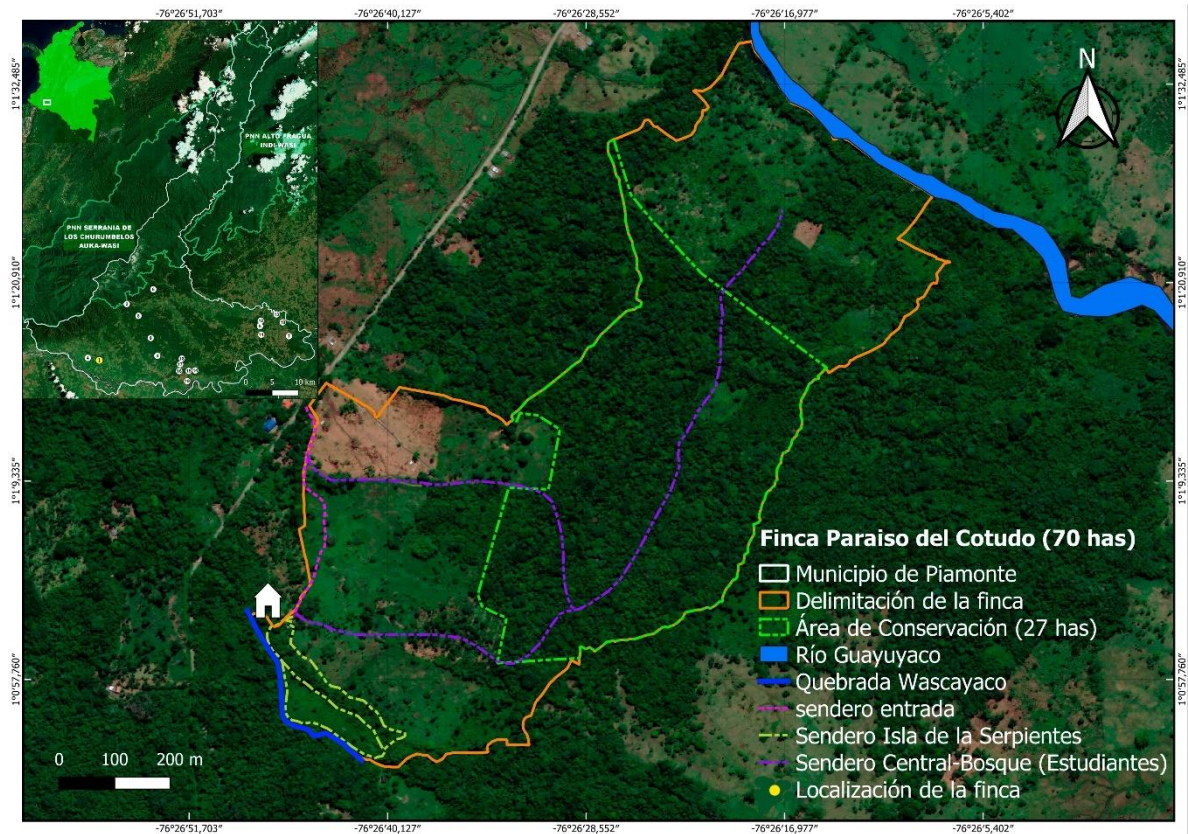 -76°26'51,703"
-76°26'40,127"
-76°26'28,552"
-76°26'16,977"
-76°26'5,402"
1°1'32,485"
1°1'20,910"
1°1'9,335"
1°0'57,760"
PNN ALTO FRAGUA
INDI-WASI
PNN SERRANIA DE
LOS CHURUMBELOS
AUKA-WASI
0 5 10 km
N
1°1'32,485"
1°1'20,910"
1°1'9,335"
1°0'57,760"
Finca Paraiso del Cotudo (70 has)
Municipio de Piamonte
Delimitación de la finca
Área de Conservación (27 has)
Río Guayuyaco
Quebrada Wascayaco
sendero entrada
Sendero Isla de la Serpientes
Sendero Central-Bosque (Estudiantes)
Localización de la finca
0 100 200 m
-76°26'51,703"
-76°26'40,127"
-76°26'28,552"
-76°26'16,977"
-76°26'5,402"